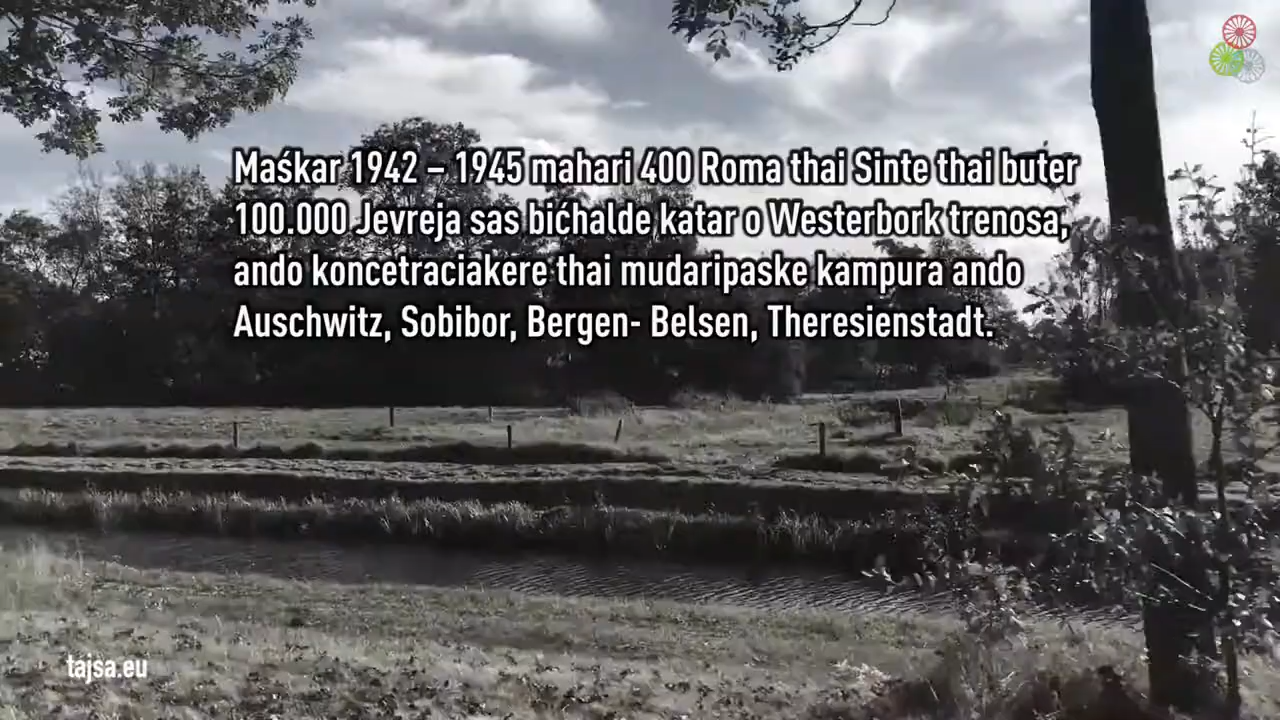 Maśkar 1942 – 1945 mahari 400 Roma thai Sinte thai buter
100.000 Jevreja sas bićhalde katar o Westerbork trenosa,
ando koncetraciakere thai mudaripaske kampura ando
Auschwitz, Sobibor, Bergen- Belsen, Theresienstadt.
tajsa.eu